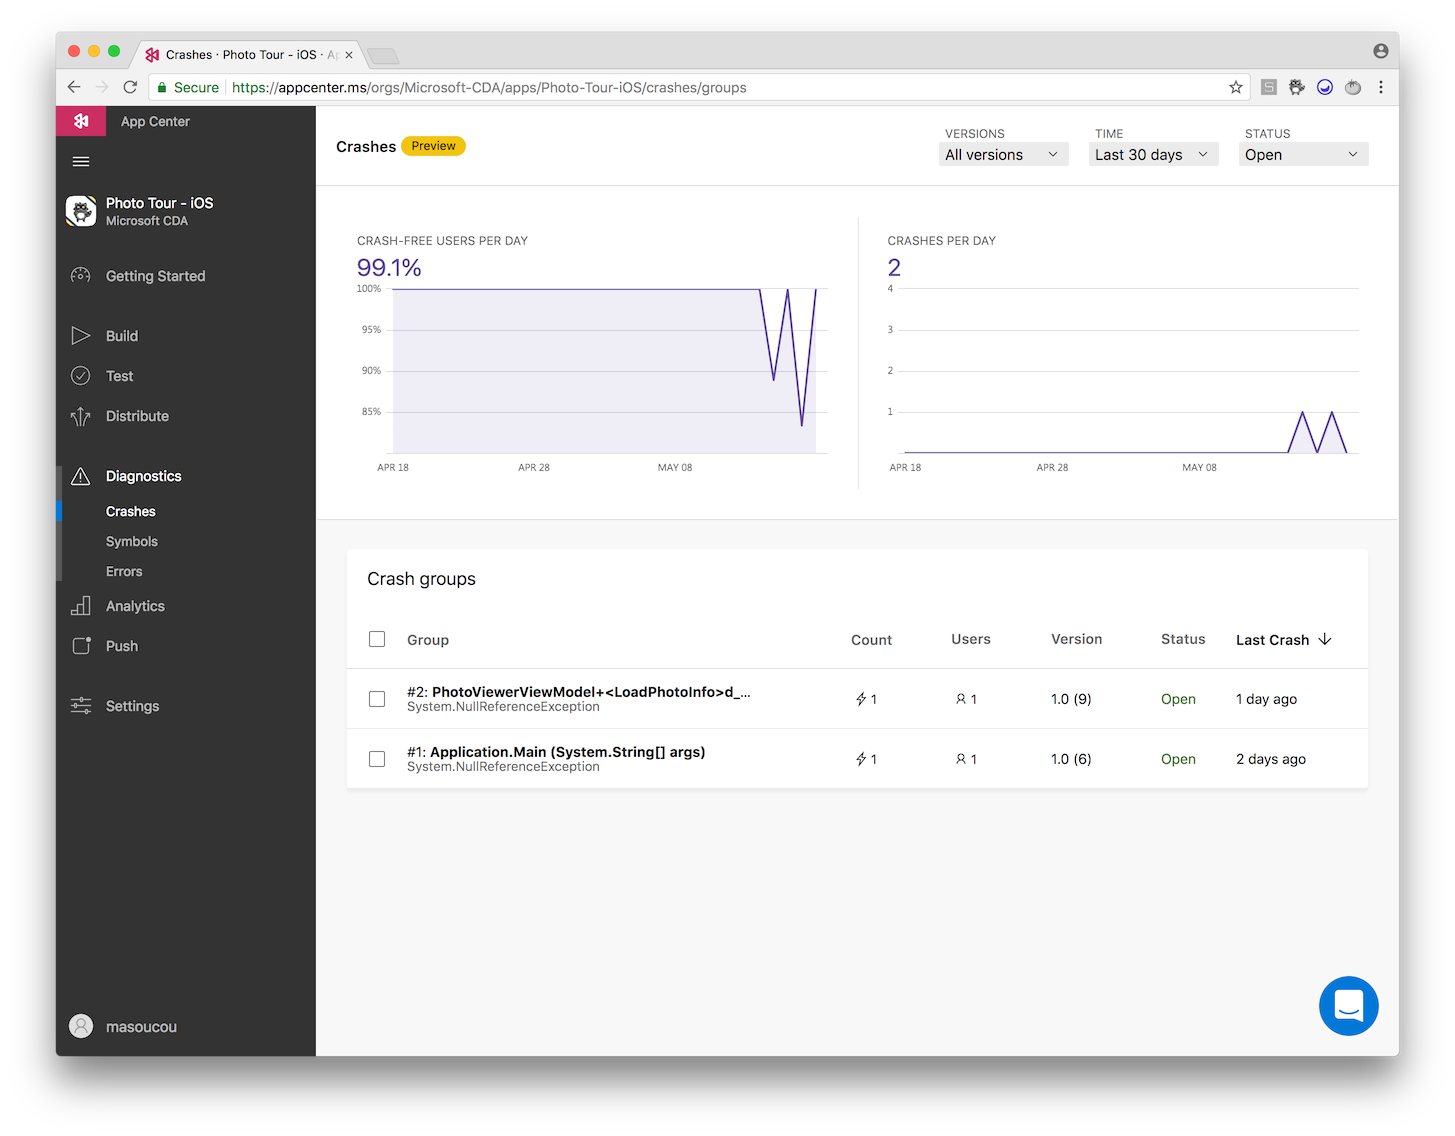 Crashes · Photo Tour - iOS · Ap
Secure
https://appcenter.ms/orgs/Microsoft-CDA/apps/Photo-Tour-iOS/crashes/groups
App Center
Photo Tour - iOS
Microsoft CDA
Getting Started
Build
Test
Distribute
Diagnostics
Crashes
Symbols
Errors
Analytics
Push
Settings
masoucou
Crashes Preview
VERSIONS
All versions
TIME
Last 30 days
STATUS
Open
CRASH-FREE USERS PER DAY
99.1%
100%
95%
90%
85%
APR 18 APR 28 MAY 08
CRASHES PER DAY
2
4
3
2
1
APR 18 APR 28 MAY 08
Crash groups
Group Count Users Version Status Last Crash
#2: PhotoViewerViewModel+<LoadPhotoInfo>d_... 1 1 1.0 (9) Open 1 day ago
System.NullReferenceException
#1: Application.Main (System.String[] args) 1 1 1.0 (6) Open 2 days ago
System.NullReferenceException